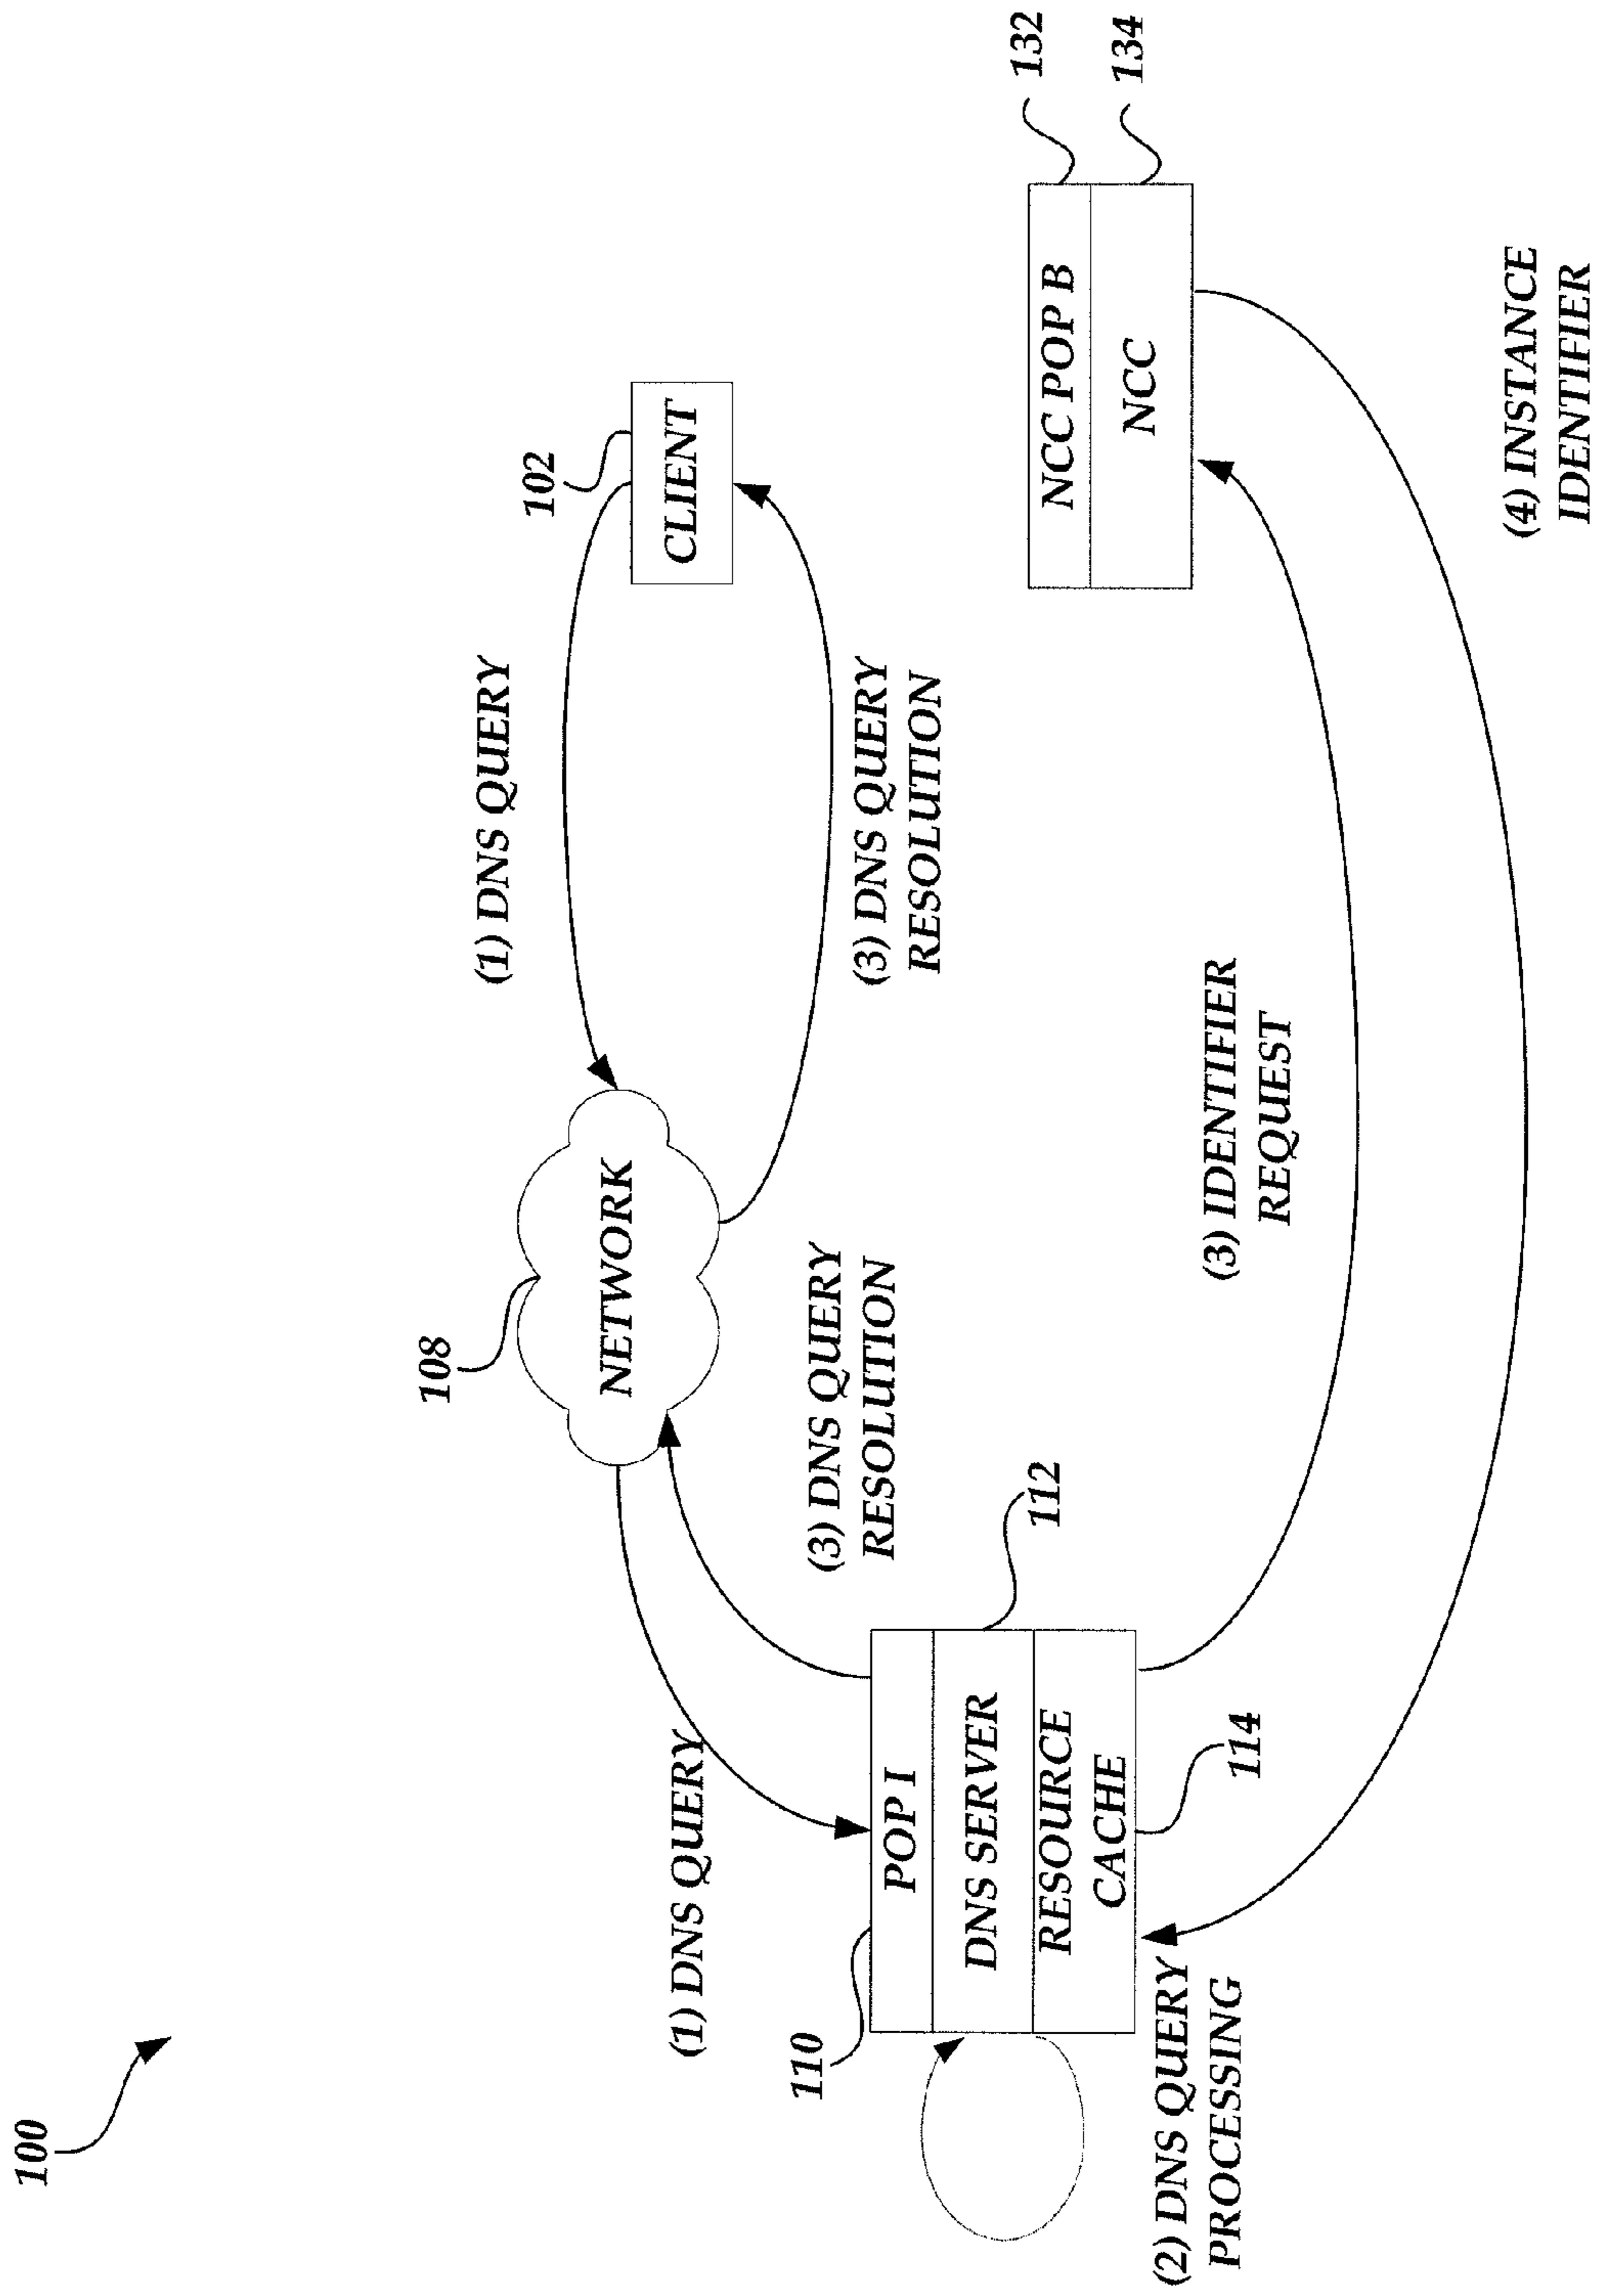 100
108
102
(1) DNS QUERY
(1) DNS QUERY
NETWORK
CLIENT
110
POP I
DNS SERVER
RESOURCE
CACHE
112
114
(3) DNS QUERY
RESOLUTION
(3) DNS QUERY
RESOLUTION
NCC POP B
NCC
132
134
(2) DNS QUERY
PROCESSING
(3) IDENTIFIER
REQUEST
(4) INSTANCE
IDENTIFIER